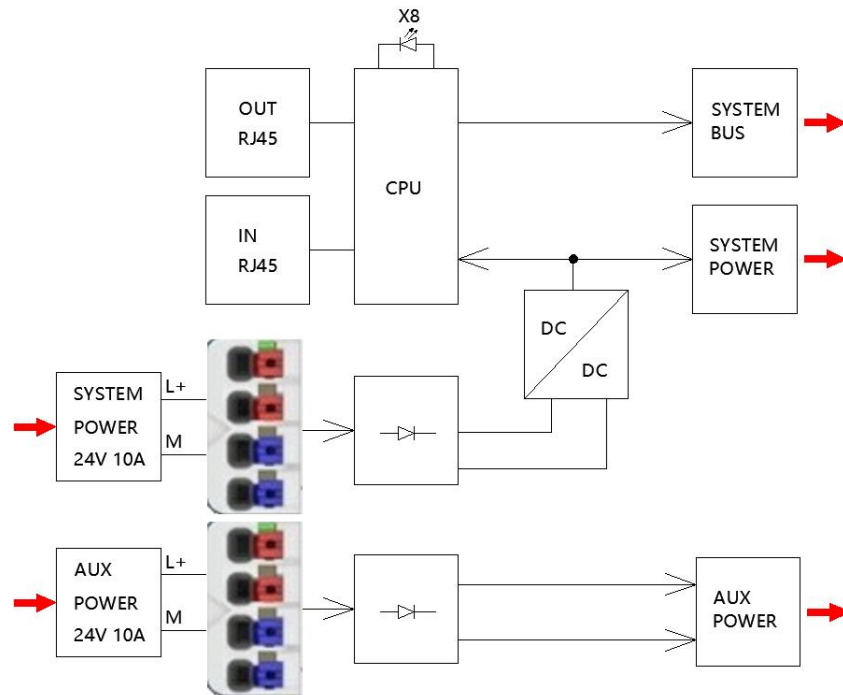 X8
OUT
RJ45
CPU
SYSTEM
BUS
IN
RJ45
SYSTEM
POWER
DC
DC
SYSTEM
POWER
24V 10A
L+
M
AUX
POWER
24V 10A
L+
M
AUX
POWER